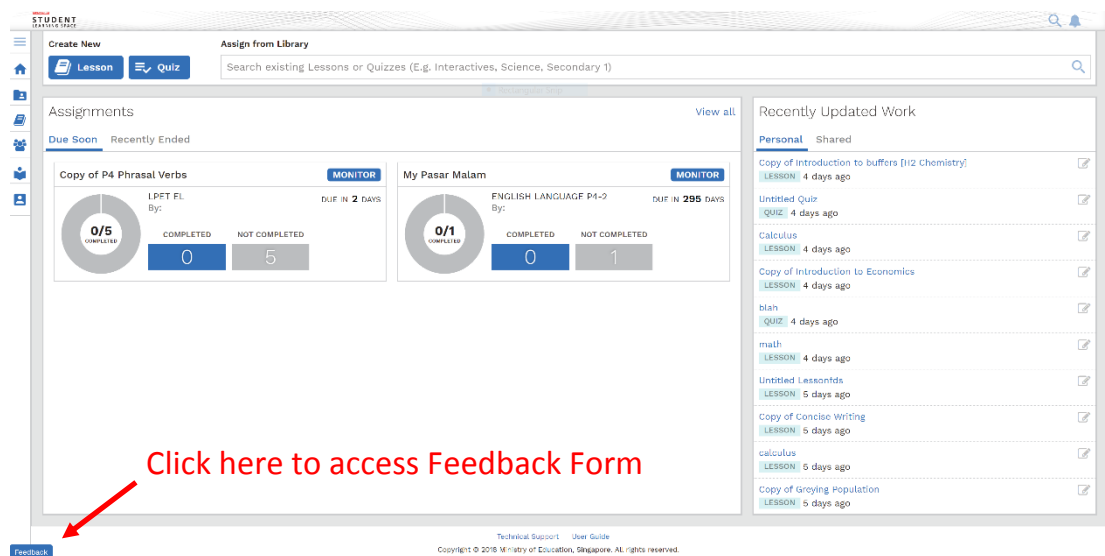 STUDENT
LEARNING SPACE
Create New
Assign from Library
Lesson
Quiz
Search existing Lessons or Quizzes (E.g. Interactives, Science, Secondary 1)
Rectangular Snip
Assignments
View all
Due Soon Recently Ended
Copy of P4 Phrasal Verbs
MONITOR
LPET EL
DUE IN 2 DAYS
By:
0/5
COMPLETED
COMPLETED NOT COMPLETED
0 5
My Pasar Malam
MONITOR
ENGLISH LANGUAGE P4-2
DUE IN 295 DAYS
By:
0/1
COMPLETED
COMPLETED NOT COMPLETED
0 1
Recently Updated Work
Personal Shared
Copy of Introduction to buffers [H2 Chemistry]
LESSON 4 days ago
Untitled Quiz
QUIZ 4 days ago
Calculus
LESSON 4 days ago
Copy of Introduction to Economics
LESSON 4 days ago
blah
QUIZ 4 days ago
math
LESSON 4 days ago
Untitled Lessonfds
LESSON 5 days ago
Copy of Concise Writing
LESSON 5 days ago
calculus
LESSON 5 days ago
Copy of Greying Population
LESSON 5 days ago
Click here to access Feedback Form
Feedback
Technical Support User Guide
Copyright © 2018 Ministry of Education, Singapore. All rights reserved.